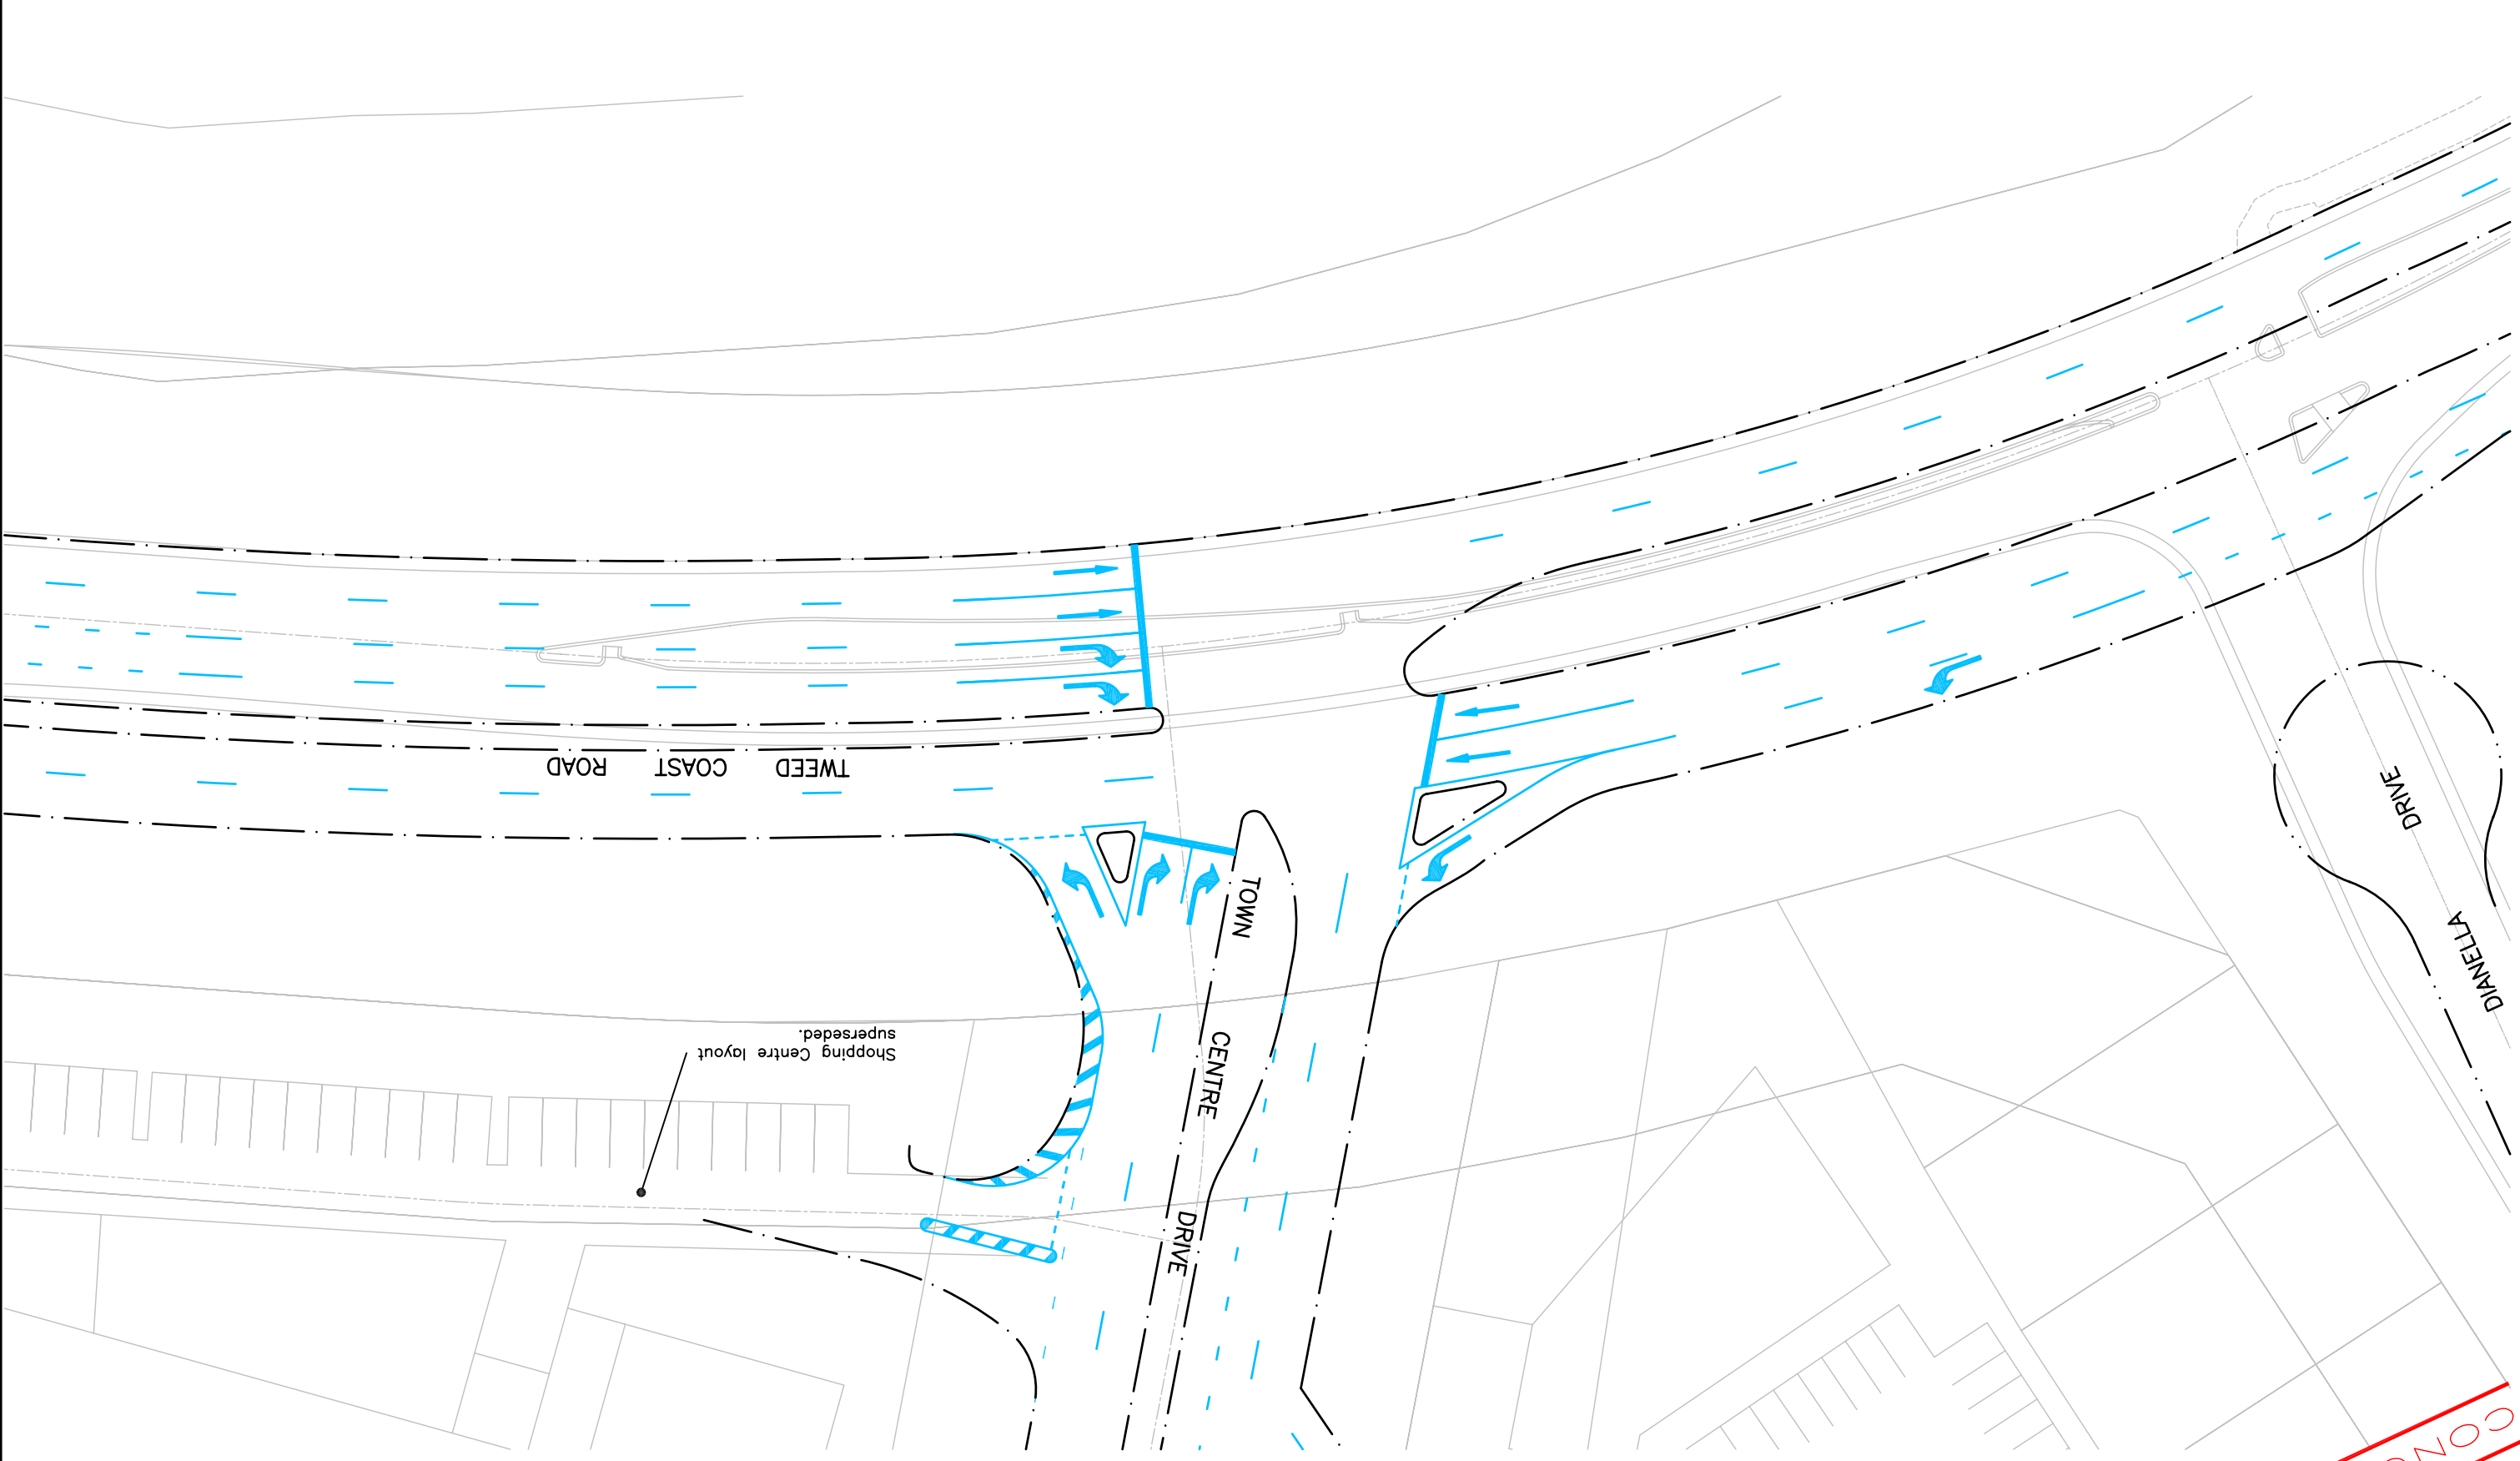 TWEED COAST ROAD
TOWN CENTRE DRIVE
DIANELLA DRIVE
Shopping Centre layout
superseded.